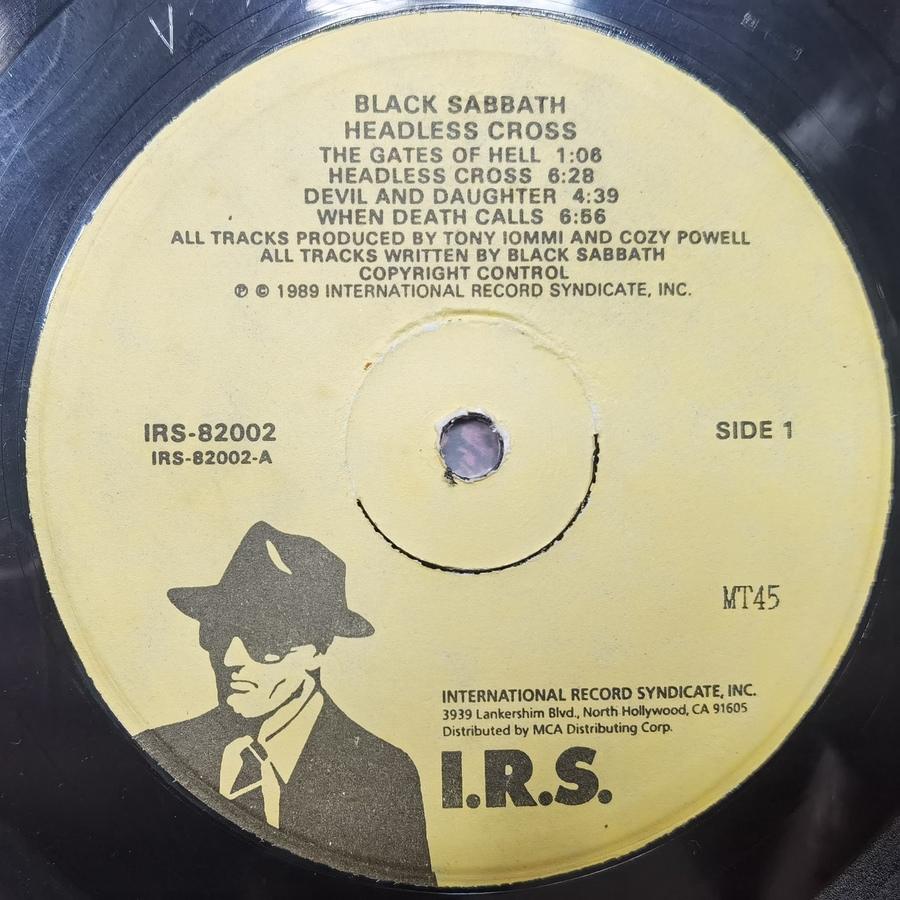 BLACK SABBATH
HEADLESS CROSS
THE GATES OF HELL 1:06
HEADLESS CROSS 6:28
DEVIL AND DAUGHTER 4:39
WHEN DEATH CALLS 6:56
ALL TRACKS PRODUCED BY TONY IOMMI AND COZY POWELL
ALL TRACKS WRITTEN BY BLACK SABBATH
COPYRIGHT CONTROL
℗ © 1989 INTERNATIONAL RECORD SYNDICATE, INC.
IRS-82002
IRS-82002-A
SIDE 1
MT45
INTERNATIONAL RECORD SYNDICATE, INC.
3939 Lankershim Blvd., North Hollywood, CA 91605
Distributed by MCA Distributing Corp.
I.R.S.